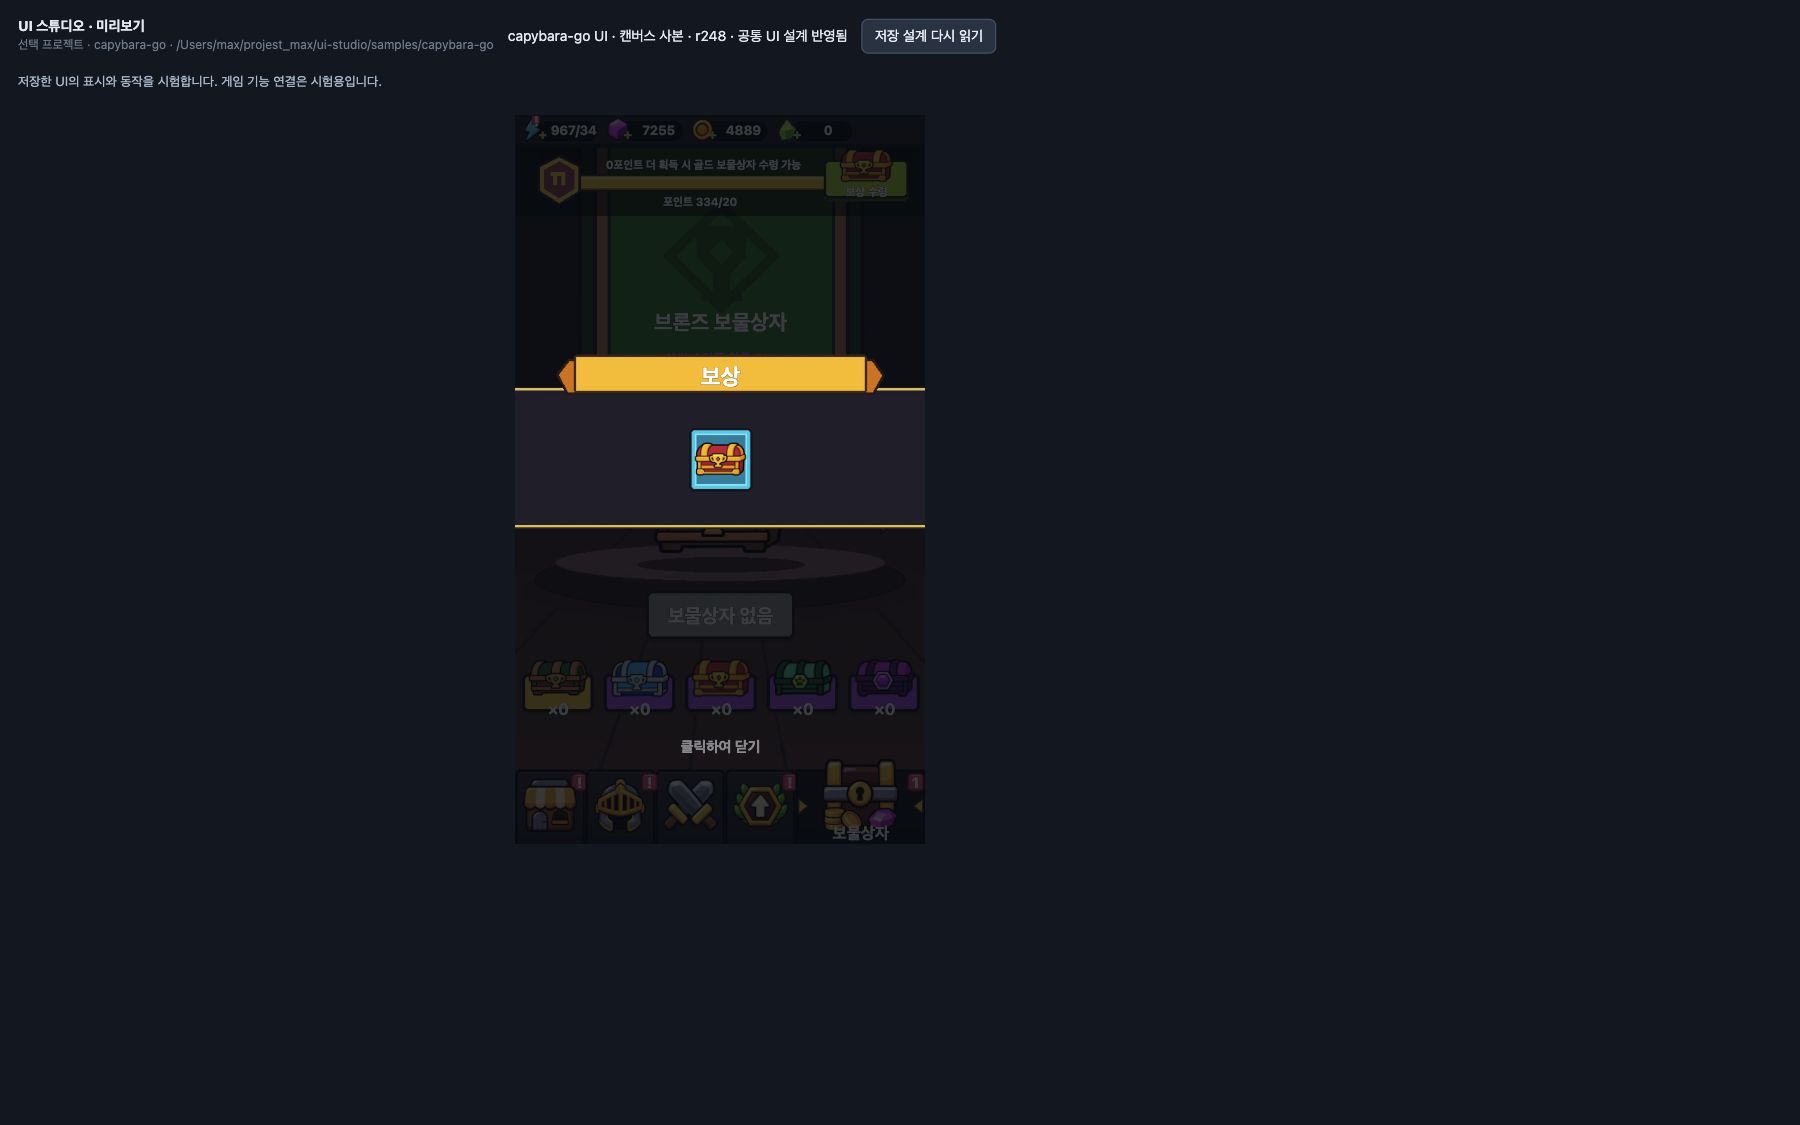 UI 스튜디오 · 미리보기
선택 프로젝트 · capybara-go · /Users/max/projest_max/ui-studio/samples/capybara-go
capybara-go UI · 캔버스 사본 · r248 · 공통 UI 설계 반영됨
저장 설계 다시 읽기
저장한 UI의 표시와 동작을 시험합니다. 게임 기능 연결은 시험용입니다.
967/34 7255 4889 0
0포인트 더 획득 시 골드 보물상자 수령 가능
보상 수령
포인트 334/20
브론즈 보물상자
보상
보물상자 없음
×0 ×0 ×0 ×0 ×0
클릭하여 닫기
! ! ! 1
보물상자